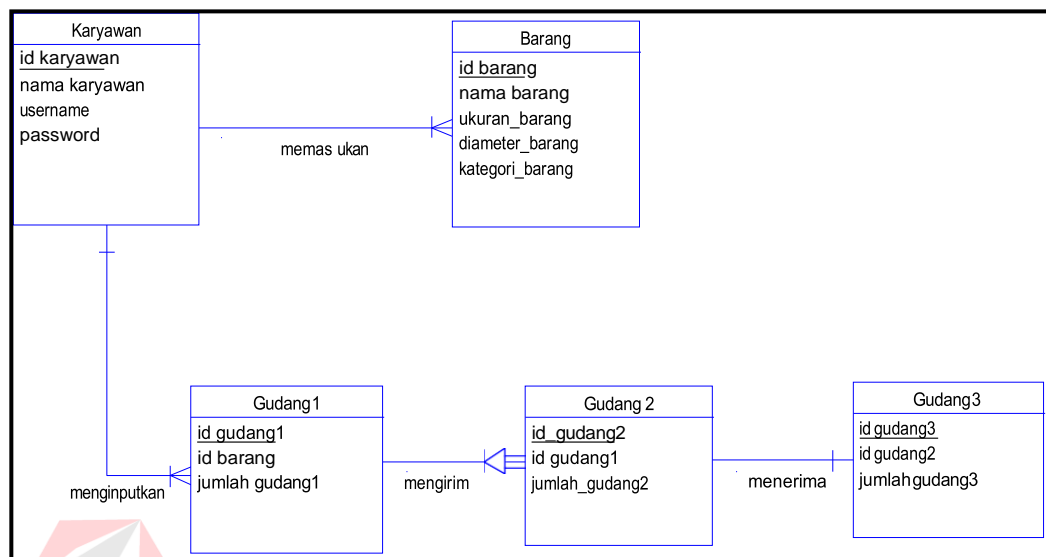 Karyawan
id karyawan
nama karyawan
username
password
Barang
id barang
nama barang
ukuran_barang
diameter_barang
kategori_barang
memas ukan
menginputkan
Gudang1
id gudang1
id barang
jumlah gudang1
mengirim
Gudang 2
id_gudang2
id gudang1
jumlah_gudang2
menerima
Gudang3
id gudang3
id gudang2
jumlah gudang3